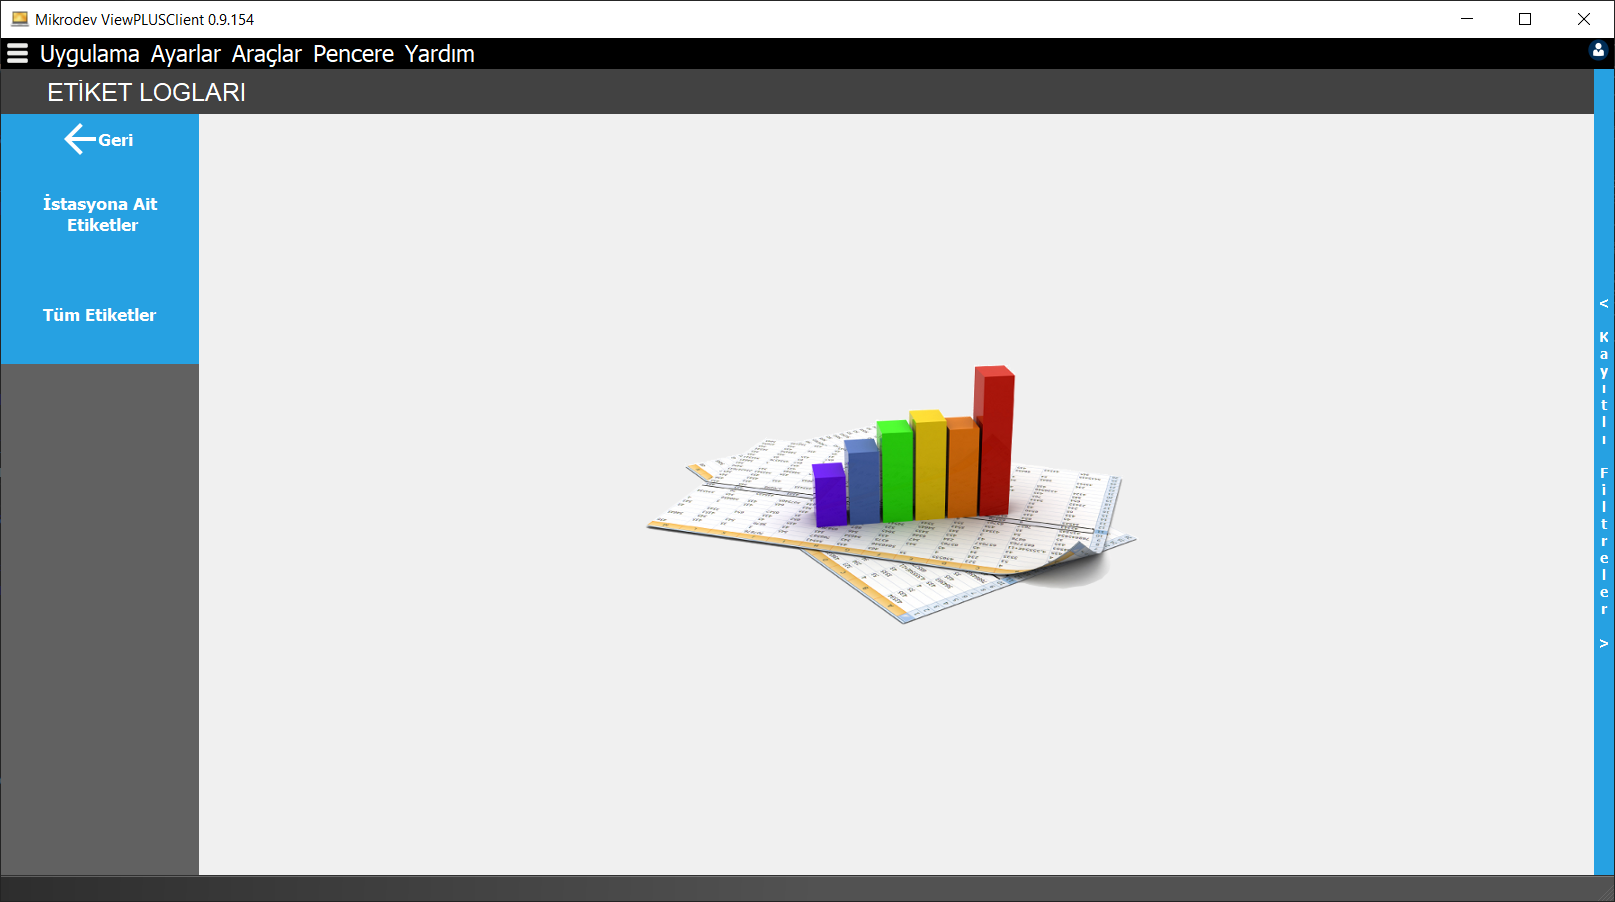 Mikrodev ViewPLUSClient 0.9.154
Uygulama Ayarlar Araçlar Pencere Yardım
ETİKET LOGLARI
Geri
İstasyona Ait
Etiketler
Tüm Etiketler
< Kayıtlı Filtreler >